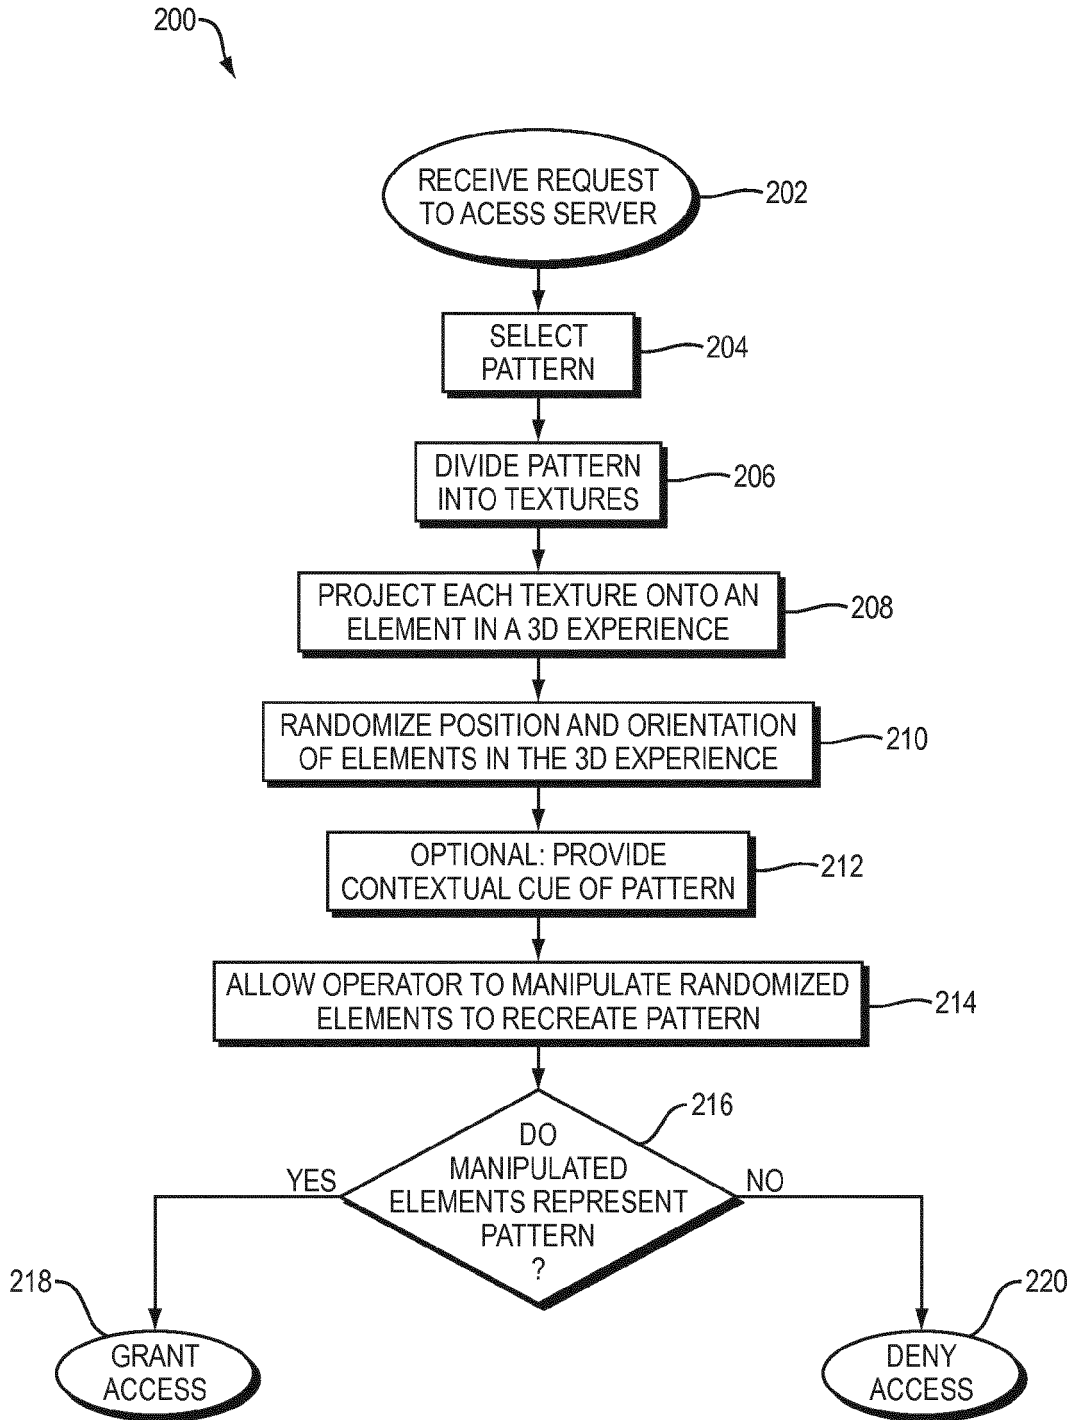 200
RECEIVE REQUEST
TO ACESS SERVER
202
SELECT
PATTERN
204
DIVIDE PATTERN
INTO TEXTURES
206
PROJECT EACH TEXTURE ONTO AN
ELEMENT IN A 3D EXPERIENCE
208
RANDOMIZE POSITION AND ORIENTATION
OF ELEMENTS IN THE 3D EXPERIENCE
210
OPTIONAL: PROVIDE
CONTEXTUAL CUE OF PATTERN
212
ALLOW OPERATOR TO MANIPULATE RANDOMIZED
ELEMENTS TO RECREATE PATTERN
214
216
DO
MANIPULATED
ELEMENTS REPRESENT
PATTERN
?
YES
NO
218
GRANT
ACCESS
220
DENY
ACCESS